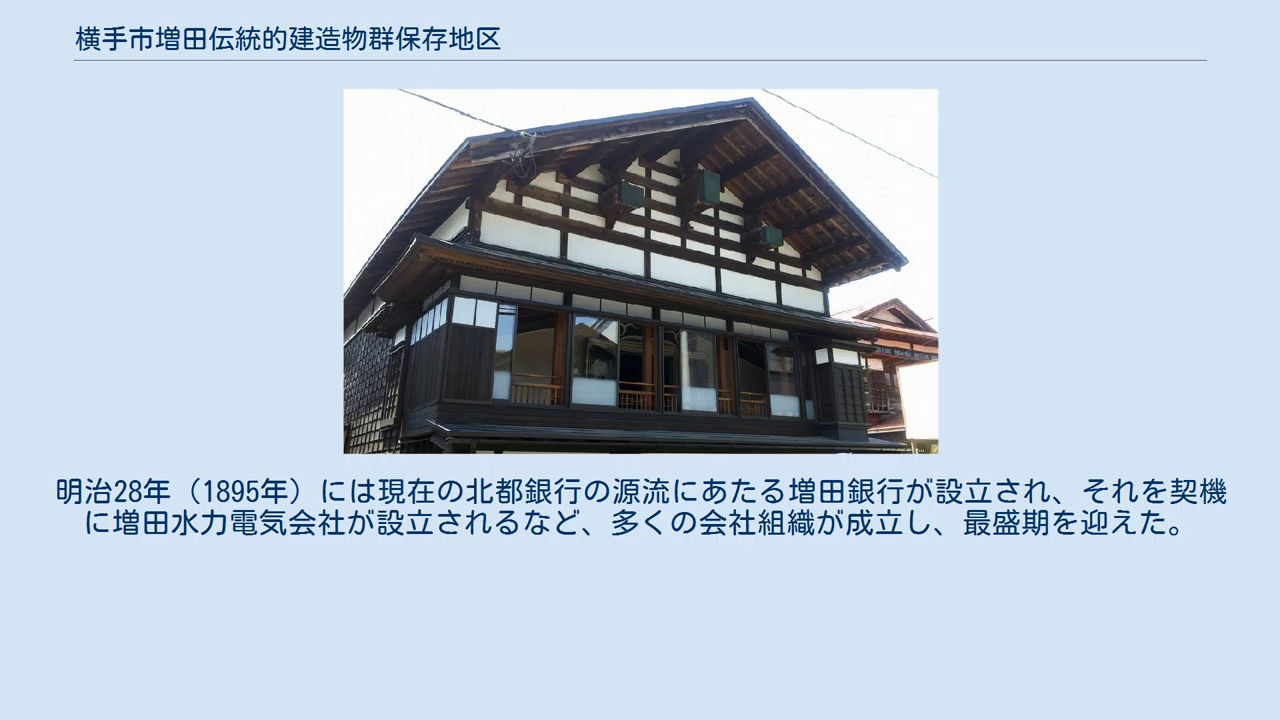 横手市増田伝統的建造物群保存地区
明治28年（1895年）には現在の北都銀行の源流にあたる増田銀行が設立され、それを契機
に増田水力電気会社が設立されるなど、多くの会社組織が成立し、最盛期を迎えた。